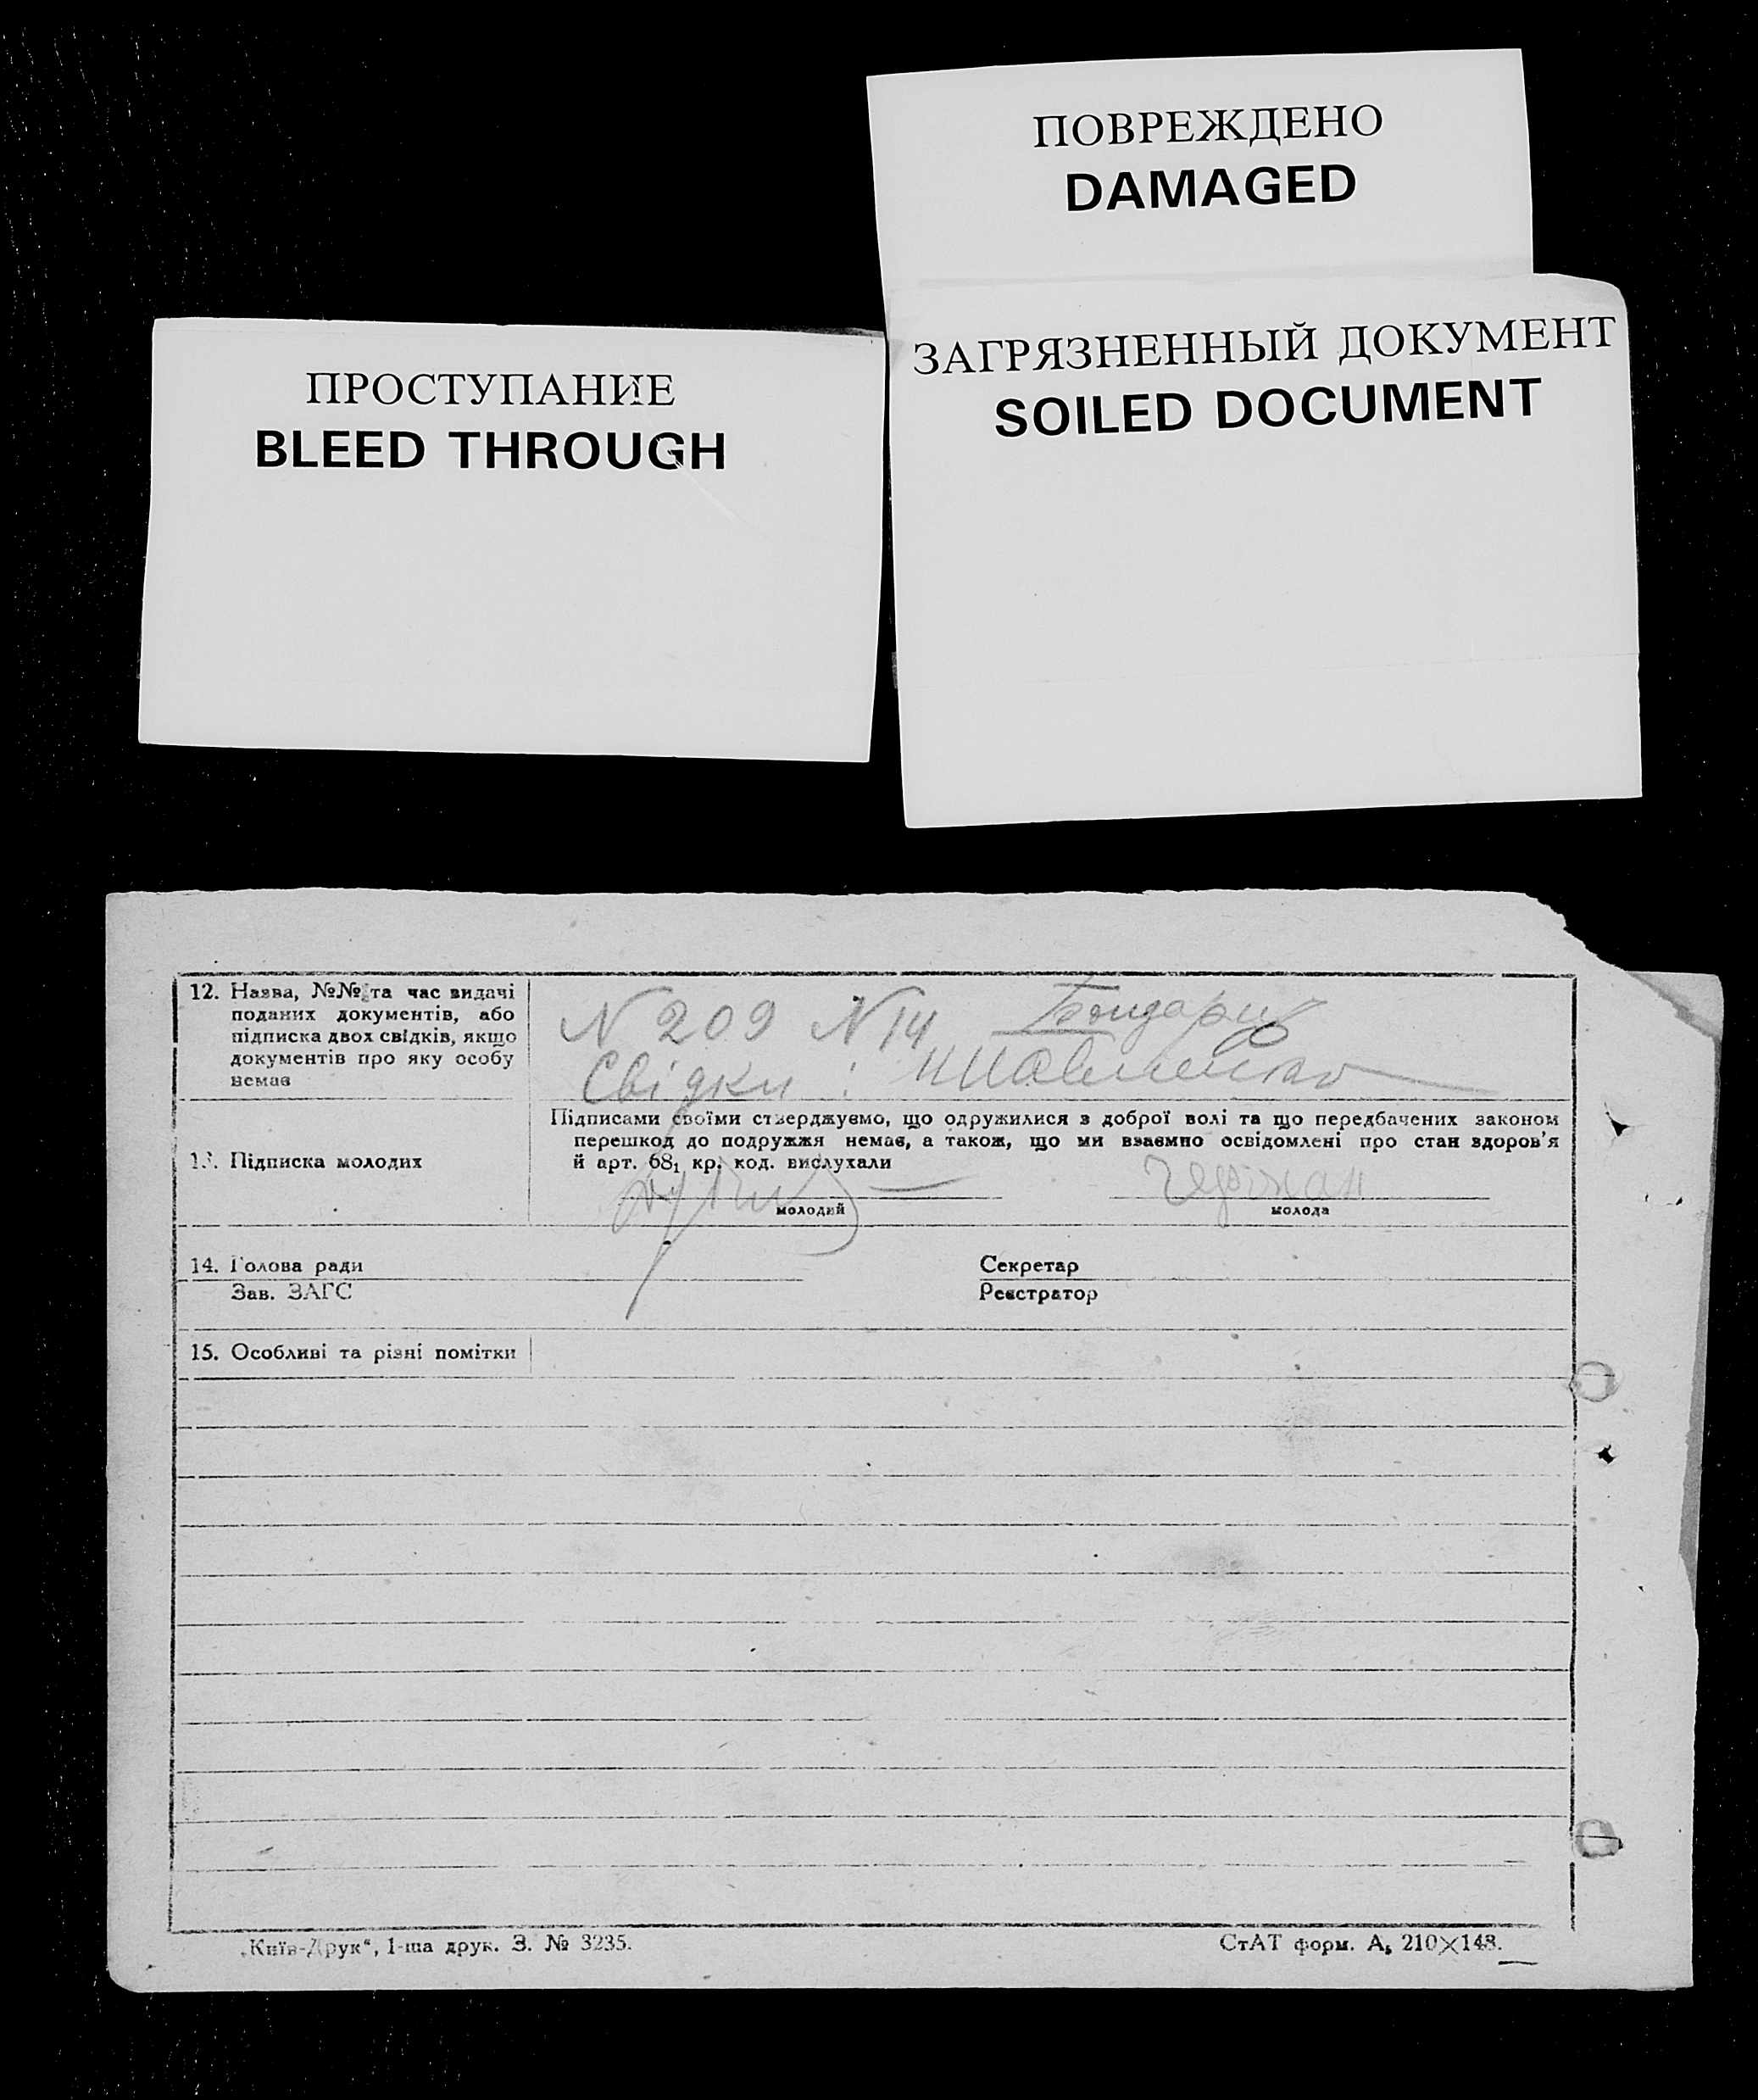 ПОВРЕЖДЕНО
DAMAGED
ЗАГРЯЗНЕННЫЙ ДОКУМЕНТ
SOILED DOCUMENT
ПРОСТУПАНИЕ
BLEED THROUGH
12. Назва, №№ та час видачі
поданих документів, або
підписка двох свідків, якщо
документів про яку особу
немає
N 209 N 14 Бондарь
Свідки :
Підписами своїми стверджуємо, що одружилися з доброї волі та що передбачених законом
перешкод до подружжя немає, а також, що ми взаємно освідомлені про стан здоров'я
й арт. 68₁ кр. код. вислухали
13. Підписка молодих
молодий молода
14. Голова ради Секретар
Зав. ЗАГС Реєстратор
15. Особливі та різні помітки
„Київ-Друк“, 1-ша друк. З. № 3235. СтАТ форм. А₅ 210×148.